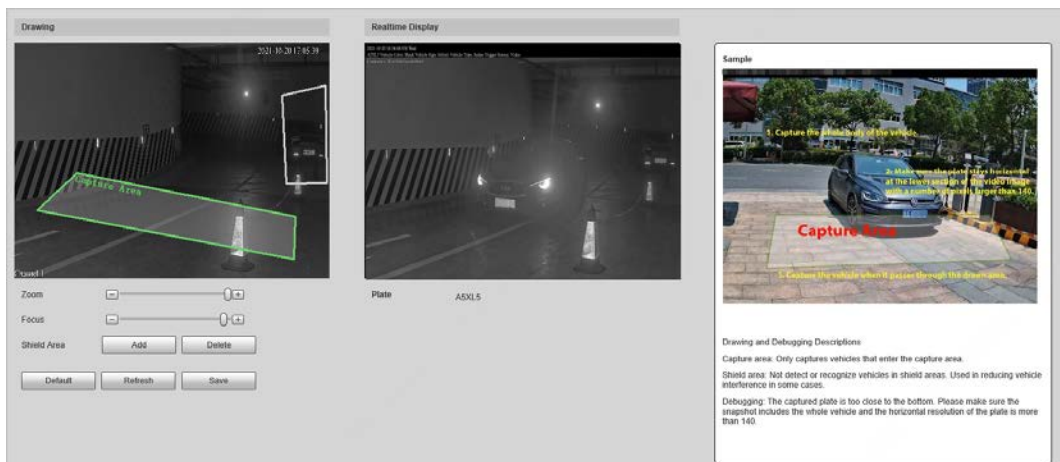 Drawing
2021-10-20 17:05:39
Capture Area
Zoom
Focus
Shield Area
Add
Delete
Default
Refresh
Save
Realtime Display
Plate
A5XL5
Sample
1. Capture the whole body of the vehicle.
2. Make sure the plate stays horizontal
at the lower section of the video image
with a number of pixels larger than 140.
Capture Area
3. Capture the vehicle when it passes through the drawn area.
Drawing and Debugging Descriptions
Capture area: Only captures vehicles that enter the capture area.
Shield area: Not detect or recognize vehicles in shield areas. Used in reducing vehicle
interference in some cases.
Debugging: The captured plate is too close to the bottom. Please make sure the
snapshot includes the whole vehicle and the horizontal resolution of the plate is more
than 140.